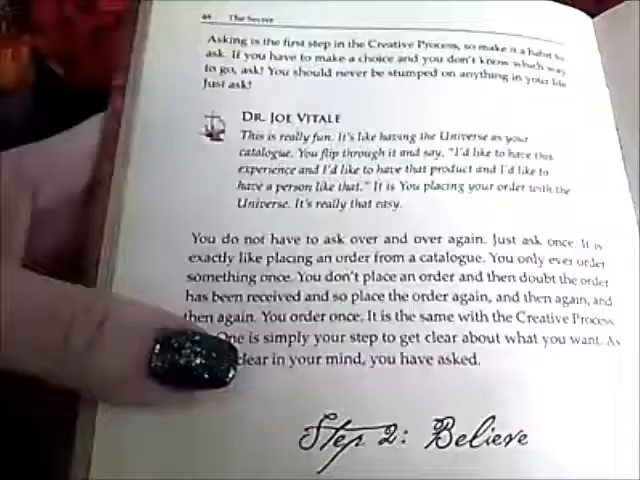 48 The Secret
Asking is the first step in the Creative Process, so make it a habit to
ask. If you have to make a choice and you don't know which way
to go, ask! You should never be stumped on anything in your life
Just ask!
DR. JOE VITALE
This is really fun. It's like having the Universe as your
catalogue. You flip through it and say, "I'd like to have this
experience and I'd like to have that product and I'd like to
have a person like that." It is You placing your order with the
Universe. It's really that easy.
You do not have to ask over and over again. Just ask once. It is
exactly like placing an order from a catalogue. You only ever order
something once. You don't place an order and then doubt the order
has been received and so place the order again, and then again, and
then again. You order once. It is the same with the Creative Process
One is simply your step to get clear about what you want. As
clear in your mind, you have asked.
Step 2: Believe